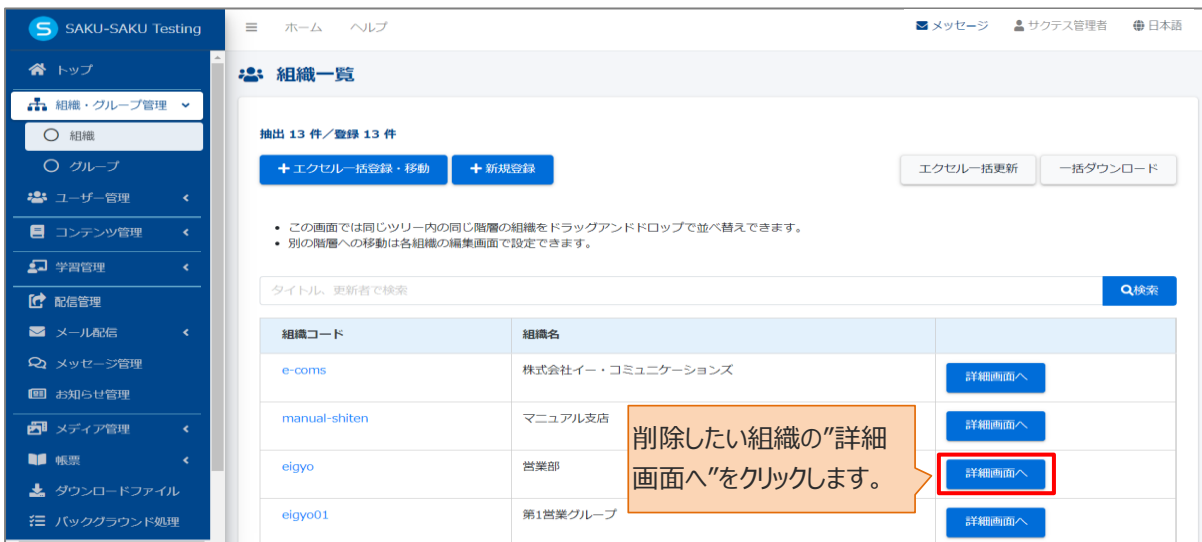 S SAKU-SAKU Testing
ホーム ヘルプ
メッセージ サクテス管理者 日本語
トップ
組織・グループ管理
組織
グループ
ユーザー管理
コンテンツ管理
学習管理
配信管理
メール配信
メッセージ管理
お知らせ管理
メディア管理
帳票
ダウンロードファイル
バックグラウンド処理
組織一覧
抽出 13 件／登録 13 件
+エクセル一括登録・移動 +新規登録 エクセル一括更新 一括ダウンロード
• この画面では同じツリー内の同じ階層の組織をドラッグアンドドロップで並べ替えできます。
• 別の階層への移動は各組織の編集画面で設定できます。
タイトル、更新者で検索 検索
組織コード 組織名
e-coms 株式会社イー・コミュニケーションズ 詳細画面へ
manual-shiten マニュアル支店 詳細画面へ
eigyo 営業部 詳細画面へ
eigyo01 第1営業グループ 詳細画面へ
削除したい組織の”詳細
画面へ”をクリックします。